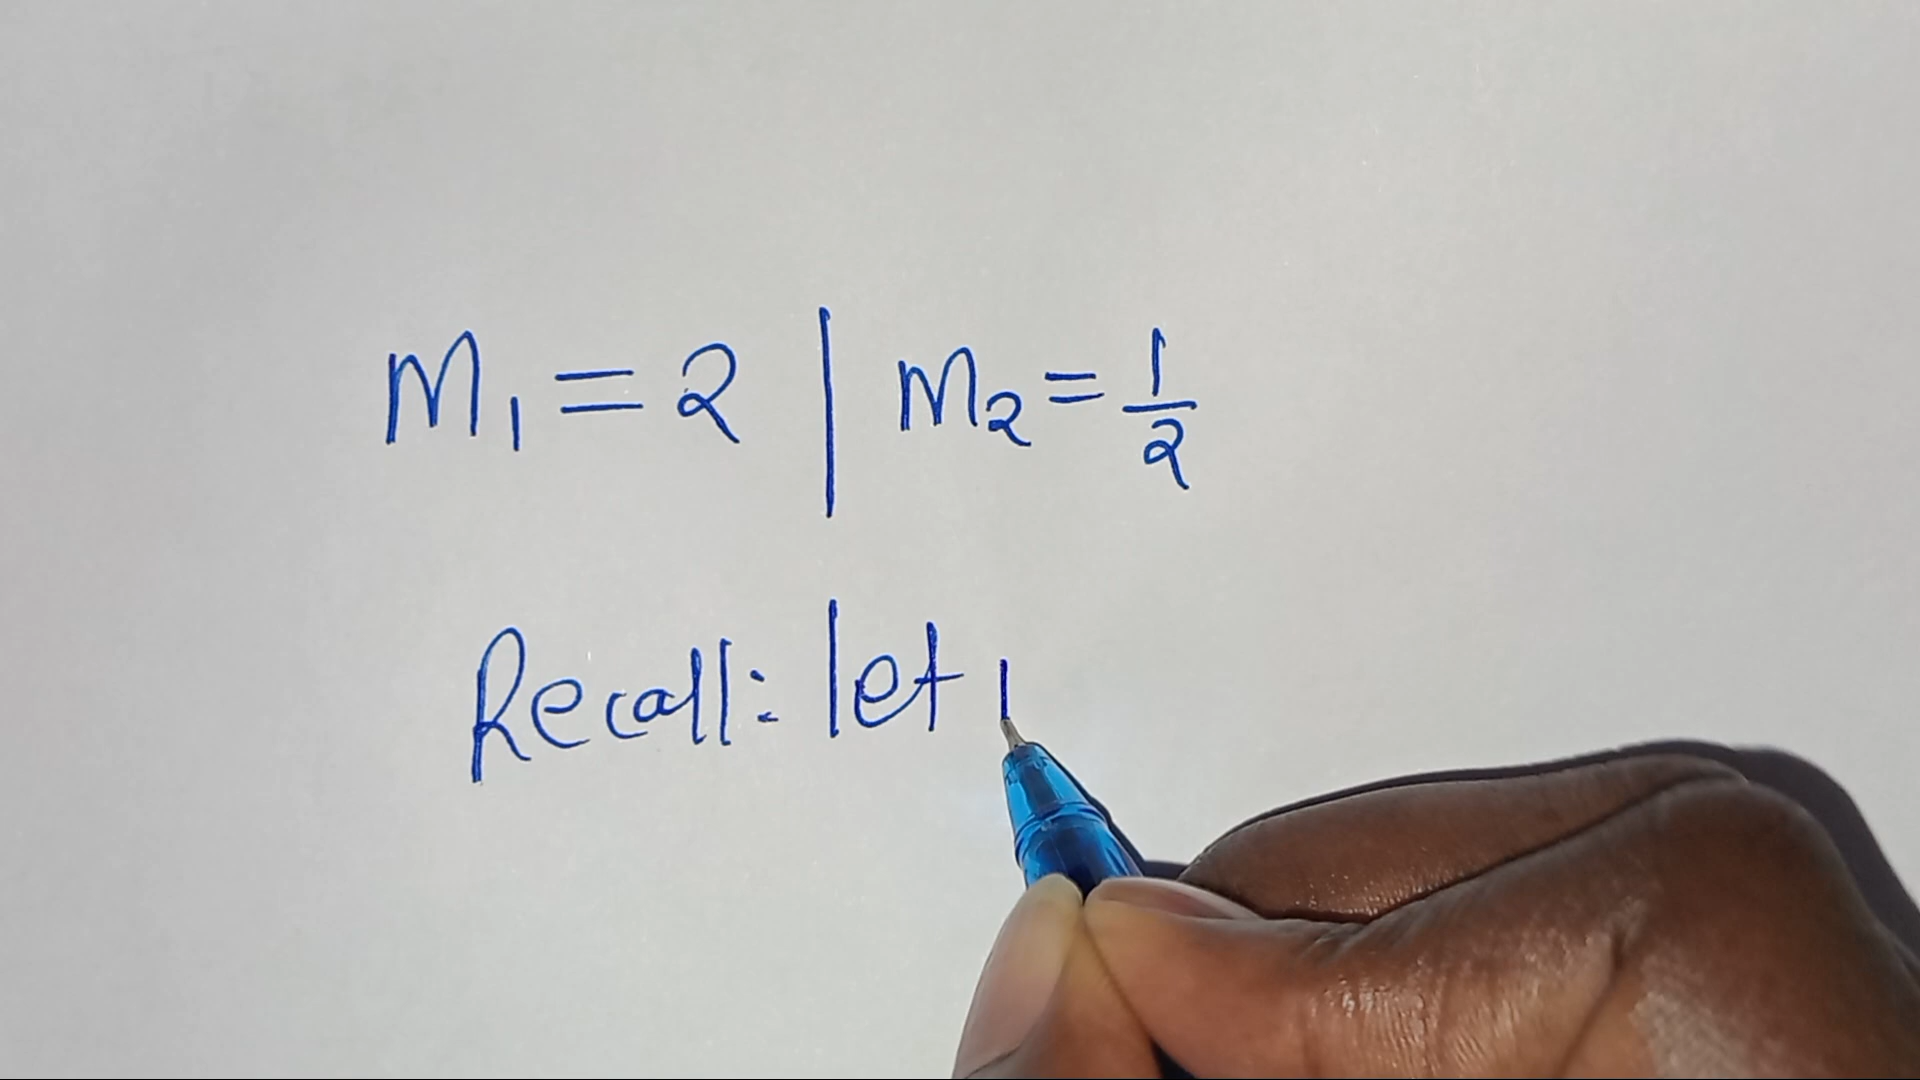 M₁ = 2 | M₂ = 1/2
Recall: let